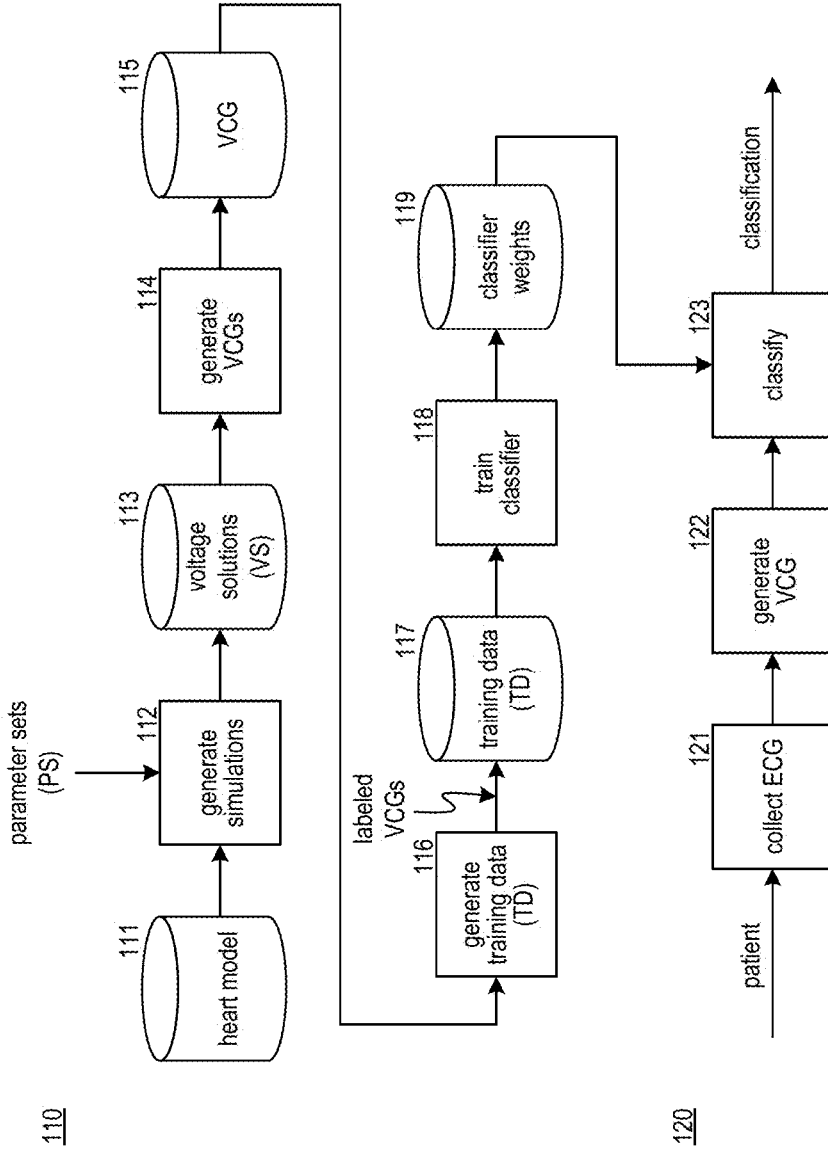 110
parameter sets
(PS)
111
heart model
112
generate
simulations
113
voltage
solutions
(VS)
114
generate
VCGs
115
VCG
116
generate
training data
(TD)
labeled
VCGs
117
training data
(TD)
118
train
classifier
119
classifier
weights
120
patient
121
collect ECG
122
generate
VCG
123
classify
classification